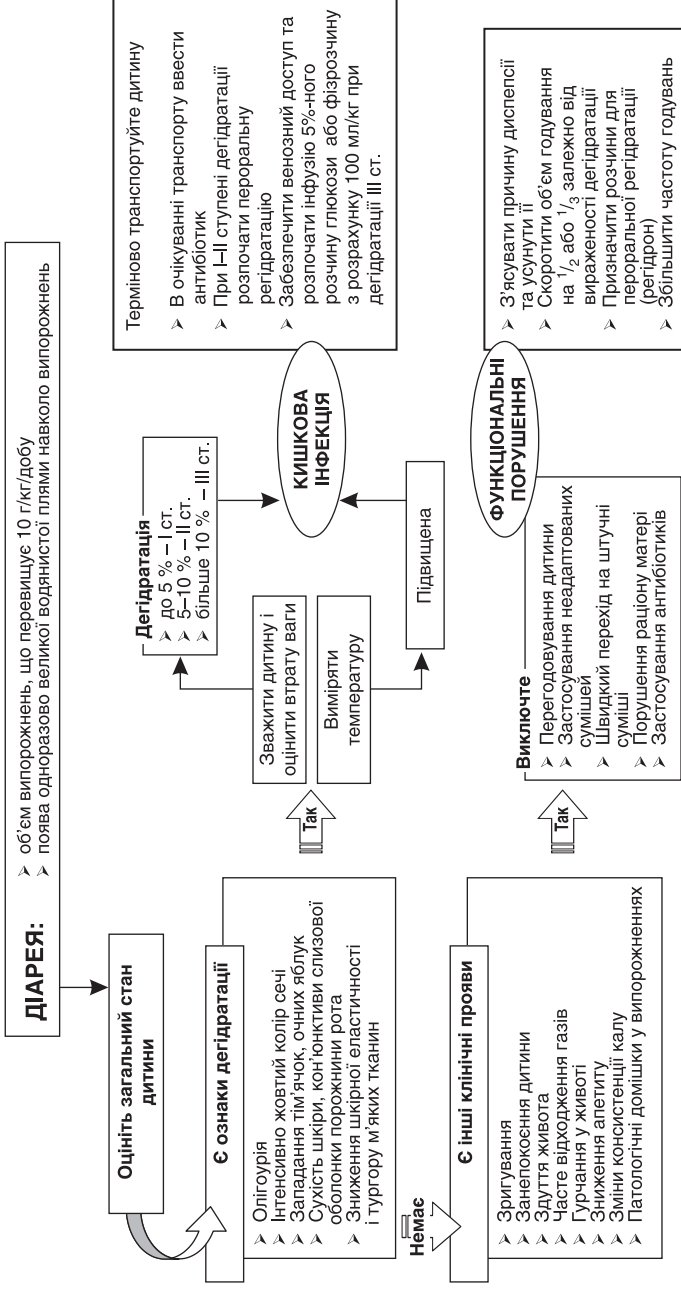 ДІАРЕЯ:
➢ об'єм випорожнень, що перевищує 10 г/кг/добу
➢ поява одноразово великої водянистої плями навколо випорожнень
Оцініть загальний стан
дитини
Є ознаки дегідратації
➢ Олігоурія
➢ Інтенсивно жовтий колір сечі
➢ Западання тім'ячок, очних яблук
➢ Сухість шкіри, кон'юнктиви слизової
оболонки порожнини рота
➢ Зниження шкірної еластичності
і тургору м'яких тканин
Так
Зважити дитину і
оцінити втрату ваги
Виміряти
температуру
Дегідратація
➢ до 5 % – I ст.
➢ 5–10 % – II ст.
➢ більше 10 % – III ст.
Підвищена
КИШКОВА
ІНФЕКЦІЯ
Терміново транспортуйте дитину
➢ В очікуванні транспорту ввести
антибіотик
➢ При I–II ступені дегідратації
розпочати пероральну
регідратацію
➢ Забезпечити венозний доступ та
розпочати інфузію 5%-ного
розчину глюкози або фізрозчину
з розрахунку 100 мл/кг при
дегідратації III ст.
Немає
Є інші клінічні прояви
➢ Зригування
➢ Занепокоєння дитини
➢ Здуття живота
➢ Часте відходження газів
➢ Гурчання у животі
➢ Зниження апетиту
➢ Зміни консистенції калу
➢ Патологічні домішки у випорожненнях
Так
Виключте
➢ Перегодовування дитини
➢ Застосування неадаптованих
сумішей
➢ Швидкий перехід на штучні
суміші
➢ Порушення раціону матері
➢ Застосування антибіотиків
ФУНКЦІОНАЛЬНІ
ПОРУШЕННЯ
➢ З'ясувати причину диспепсії
та усунути її
➢ Скоротити об'єм годування
на 1/2 або 1/3 залежно від
вираженості дегідратації
➢ Призначити розчини для
пероральної регідратації
(регідрон)
➢ Збільшити частоту годувань